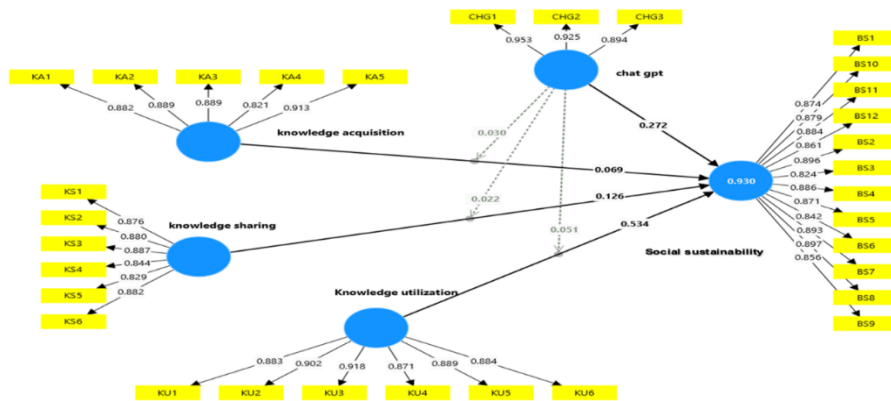 CHG1 CHG2 CHG3
0.953 0.925 0.894
chat gpt
KA1 KA2 KA3 KA4 KA5
0.882 0.889 0.889 0.821 0.913
knowledge acquisition
0.030
0.272
0.069
0.022
0.126
0.051
0.534
KS1
KS2
KS3
KS4
KS5
KS6
0.876
0.880
0.887
0.844
0.829
0.882
knowledge sharing
Knowledge utilization
0.883 0.902 0.918 0.871 0.889 0.884
KU1 KU2 KU3 KU4 KU5 KU6
0.930
Social sustainability
0.874
0.879
0.884
0.861
0.896
0.824
0.886
0.871
0.842
0.893
0.897
0.856
BS1
BS10
BS11
BS12
BS2
BS3
BS4
BS5
BS6
BS7
BS8
BS9